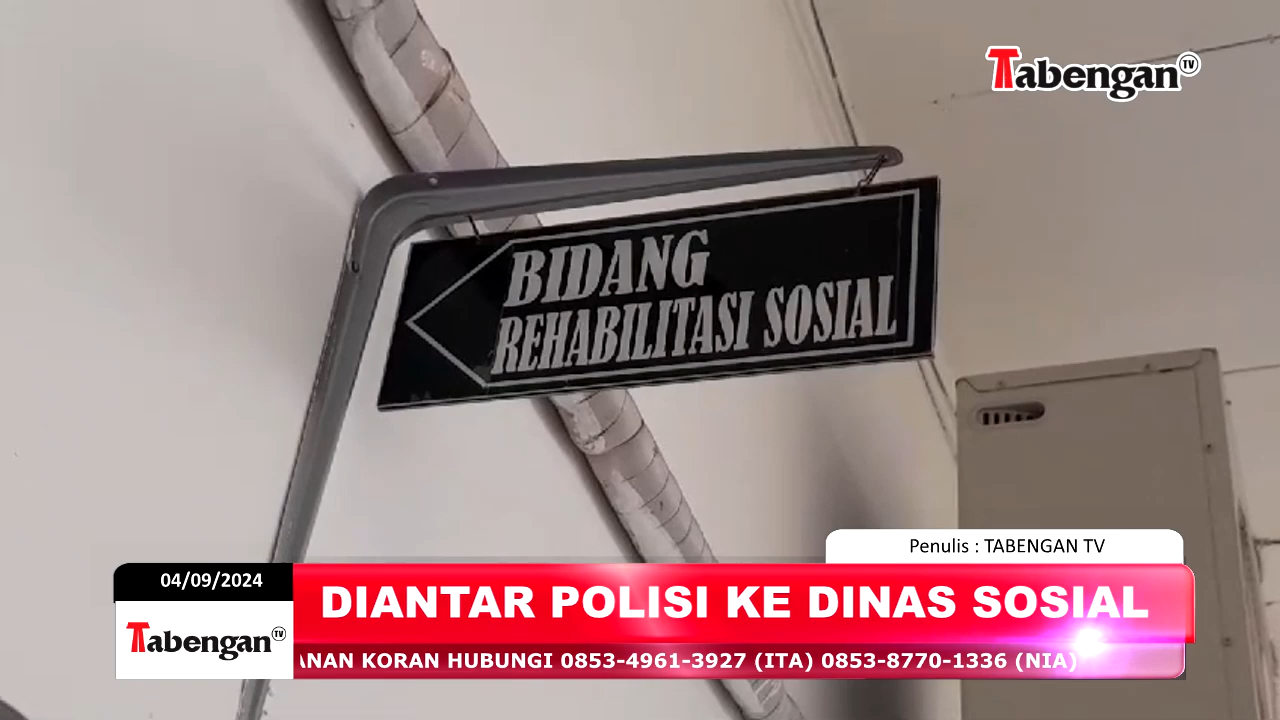 Tabengan TV
BIDANG
REHABILITASI SOSIAL
Penulis : TABENGAN TV
04/09/2024
DIANTAR POLISI KE DINAS SOSIAL
Tabengan TV
ANAN KORAN HUBUNGI 0853-4961-3927 (ITA) 0853-8770-1336 (NIA)